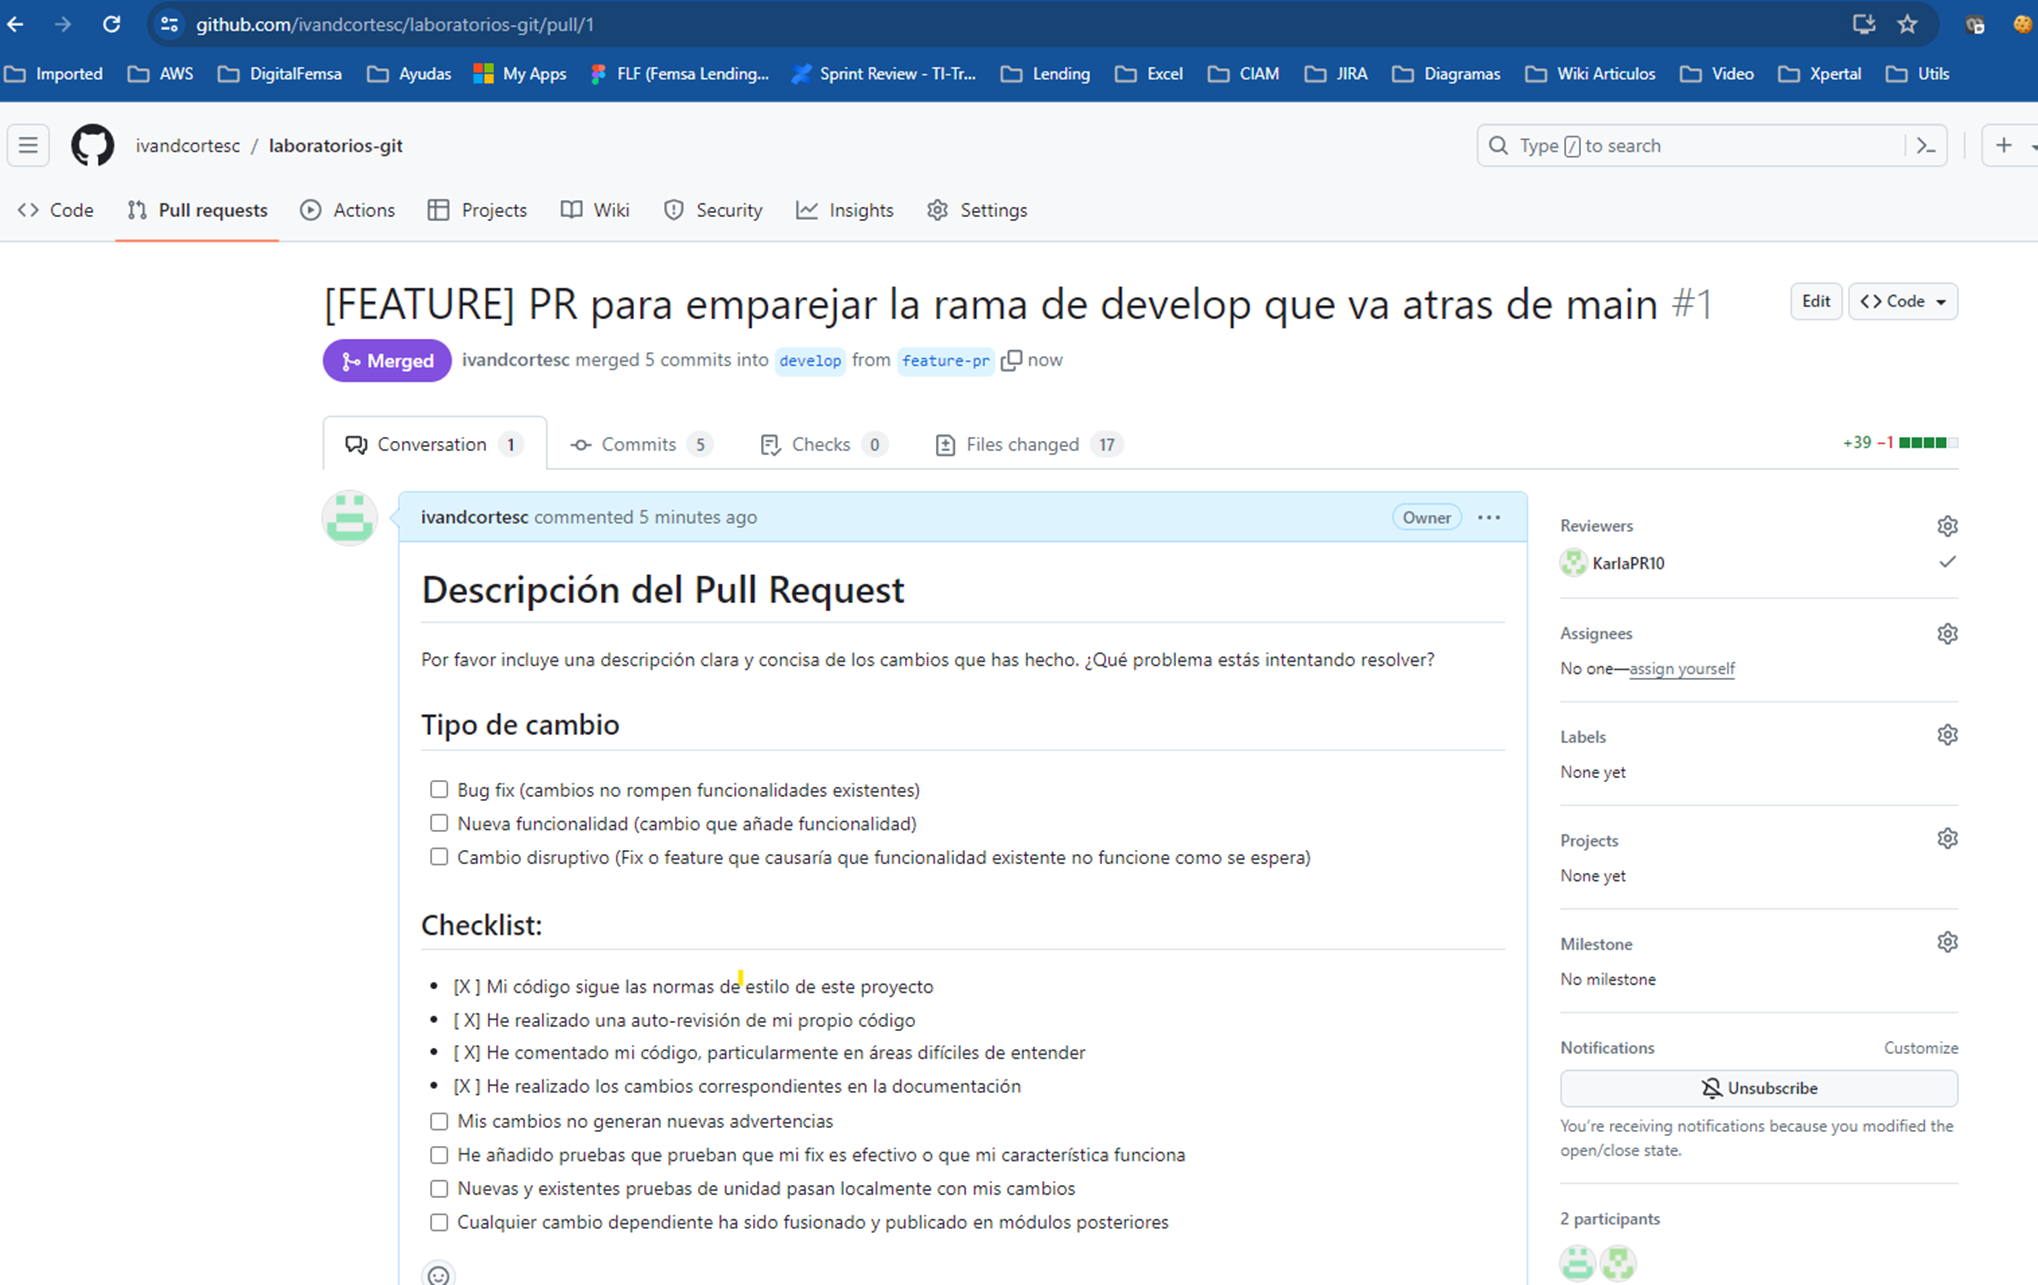 github.com/ivandcortesc/laboratorios-git/pull/1
Imported AWS DigitalFemsa Ayudas My Apps FLF (Femsa Lending... Sprint Review - TI-Tr... Lending Excel CIAM JIRA Diagramas Wiki Articulos Video Xpertal Utils
ivandcortesc / laboratorios-git
Type / to search
Code Pull requests Actions Projects Wiki Insights Security Settings
[FEATURE] PR para emparejar la rama de develop que va atras de main #1
Edit Code
Merged ivandcortesc merged 5 commits into develop from feature-pr now
Conversation 1 Commits 5 Checks 0 Files changed 17
+39 −1
ivandcortesc commented 5 minutes ago
Owner
Descripción del Pull Request
Por favor incluye una descripción clara y concisa de los cambios que has hecho. ¿Qué problema estás intentando resolver?
Tipo de cambio
Bug fix (cambios no rompen funcionalidades existentes)
Nueva funcionalidad (cambio que añade funcionalidad)
Cambio disruptivo (Fix o feature que causaría que funcionalidad existente no funcione como se espera)
Checklist:
[X ] Mi código sigue las normas de estilo de este proyecto
[ X] He realizado una auto-revisión de mi propio código
[ X] He comentado mi código, particularmente en áreas difíciles de entender
[X ] He realizado los cambios correspondientes en la documentación
Mis cambios no generan nuevas advertencias
He añadido pruebas que prueban que mi fix es efectivo o que mi característica funciona
Nuevas y existentes pruebas de unidad pasan localmente con mis cambios
Cualquier cambio dependiente ha sido fusionado y publicado en módulos posteriores
Reviewers
KarlaPR10
Assignees
No one—assign yourself
Labels
None yet
Projects
None yet
Milestone
No milestone
Notifications Customize
Unsubscribe
You're receiving notifications because you modified the
open/close state.
2 participants